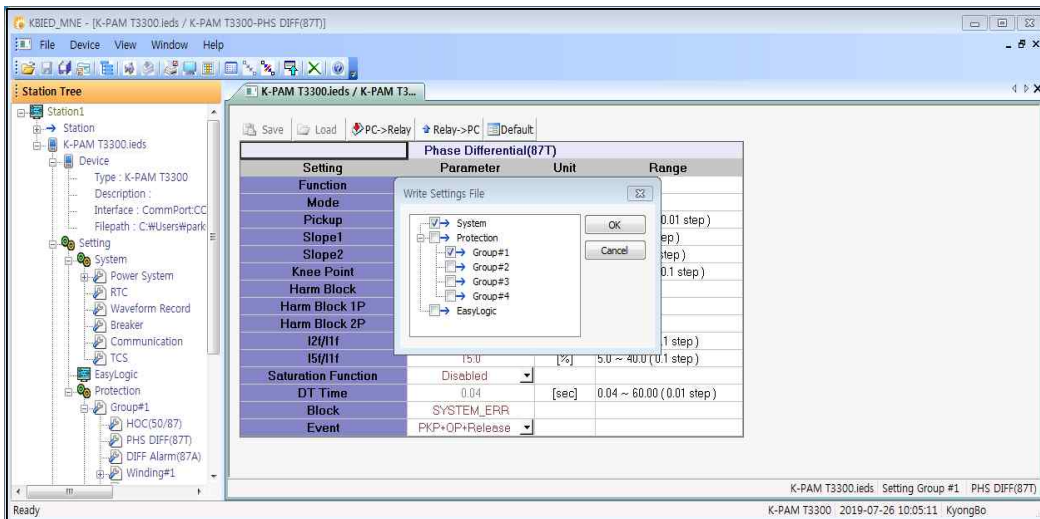 KBIED_MNE - [K-PAM T3300.ieds / K-PAM T3300-PHS DIFF(87T)]
File Device View Window Help
Station Tree
K-PAM T3300.ieds / K-PAM T3...
Station1
Station
K-PAM T3300.ieds
Device
Type : K-PAM T3300
Description :
Interface : CommPort:CC
Filepath : C:₩Users₩park
Setting
System
Power System
RTC
Waveform Record
Breaker
Communication
TCS
EasyLogic
Protection
Group#1
HOC(50/87)
PHS DIFF(87T)
DIFF Alarm(87A)
Winding#1
Save Load PC->Relay Relay->PC Default
Phase Differential(87T)
Setting Parameter Unit Range
Function
Mode
Pickup 0.01 step )
Slope1 ep )
Slope2 step )
Knee Point 0.1 step )
Harm Block
Harm Block 1P
Harm Block 2P
I2f/I1f .1 step )
I5f/I1f 15.0 [%] 5.0 ~ 40.0 ( 0.1 step )
Saturation Function Disabled
DT Time 0.04 [sec] 0.04 ~ 60.00 ( 0.01 step )
Block SYSTEM_ERR
Event PKP+OP+Release
Write Settings File
System
Protection
Group#1
Group#2
Group#3
Group#4
EasyLogic
OK
Cancel
K-PAM T3300.ieds Setting Group #1 PHS DIFF(87T)
Ready K-PAM T3300 2019-07-26 10:05:11 KyongBo